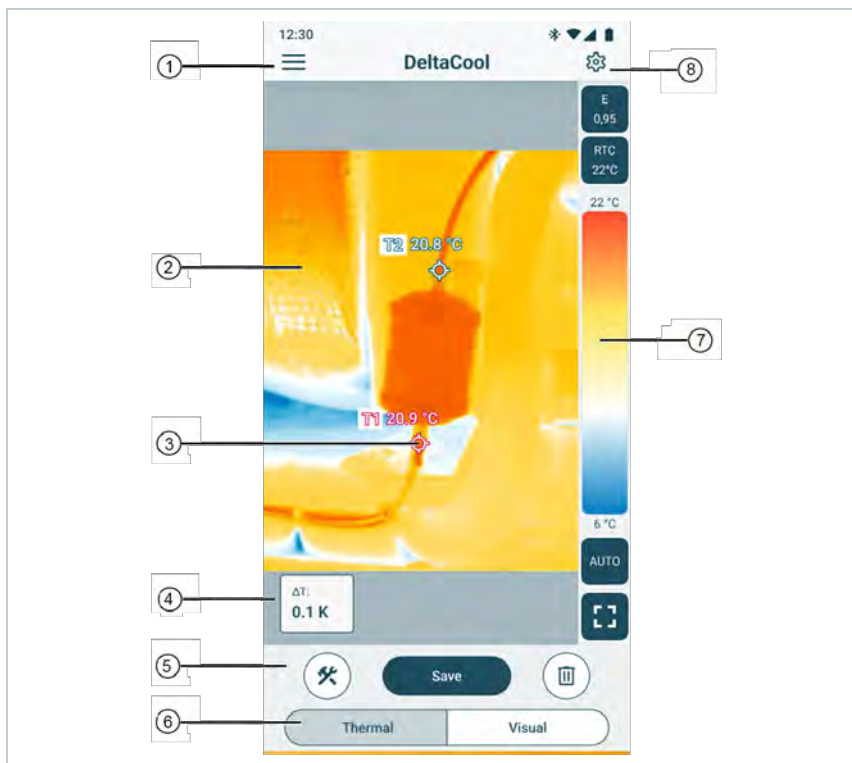 12:30
DeltaCool
1
8
E
0,95
RTC
22°C
22 °C
T2 20.8 °C
2
7
T1 20,9 °C
3
6 °C
AUTO
4
ΔT:
0.1 K
5
Save
6
Thermal Visual